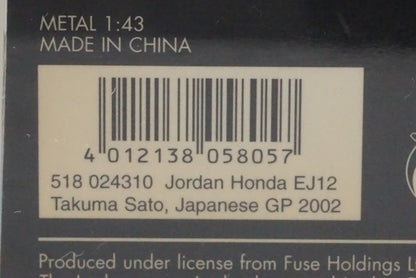 METAL 1:43
MADE IN CHINA
4 012138 058057
518 024310 Jordan Honda EJ12
Takuma Sato, Japanese GP 2002
Produced under license from Fuse Holdings